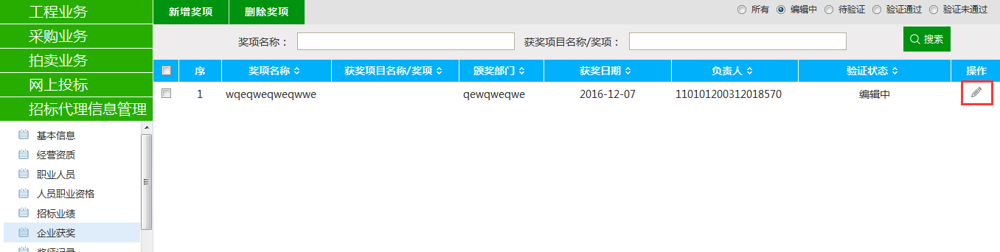 工程业务
采购业务
拍卖业务
网上投标
招标代理信息管理
基本信息
经营资质
职业人员
人员职业资格
招标业绩
企业获奖
新增奖项 删除奖项 所有 编辑中 待验证 验证通过 验证未通过
奖项名称： 获奖项目名称/奖项： 搜索
序 奖项名称 获奖项目名称/奖项 颁奖部门 获奖日期 负责人 验证状态 操作
1 wqeqweqweqwwe qewqweqwe 2016-12-07 110101200312018570 编辑中